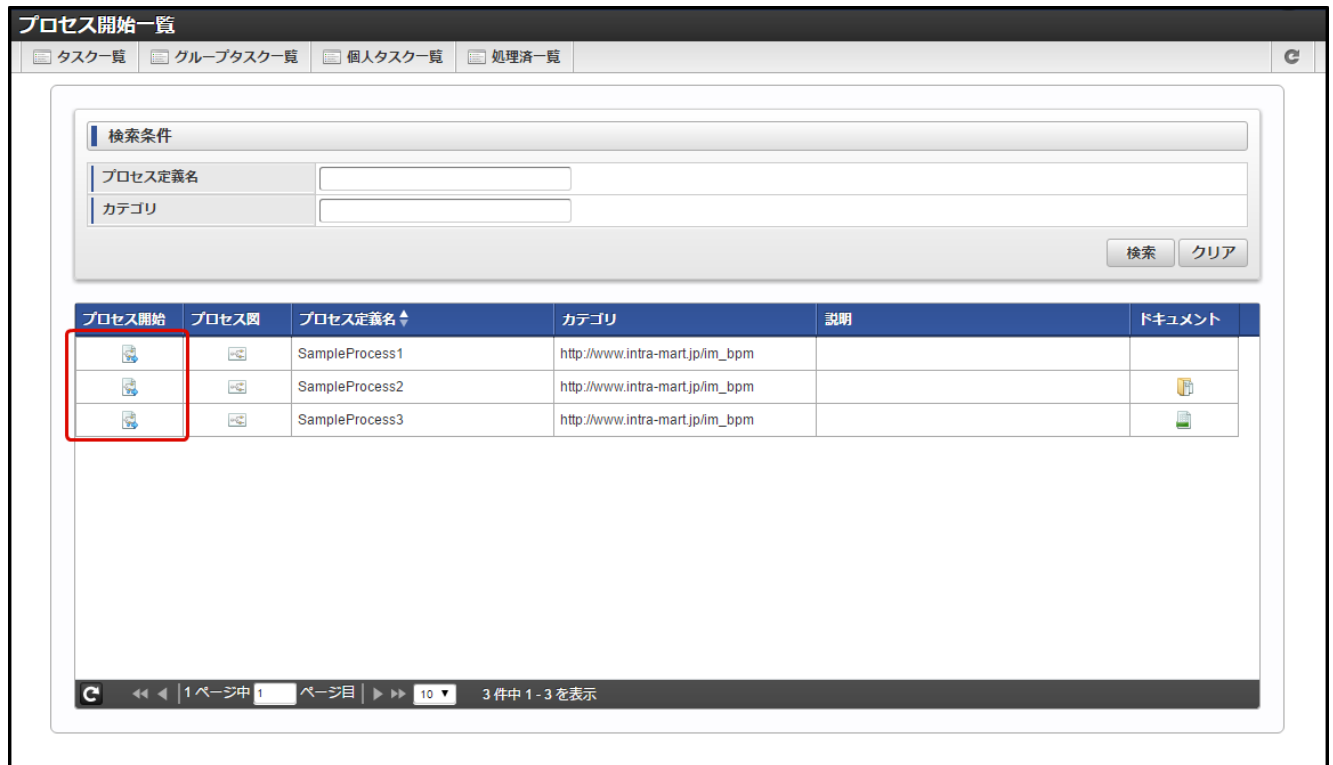 プロセス開始一覧
タスク一覧 グループタスク一覧 個人タスク一覧 処理済一覧
検索条件
プロセス定義名
カテゴリ
検索 クリア
プロセス開始 プロセス図 プロセス定義名 カテゴリ 説明 ドキュメント
SampleProcess1 http://www.intra-mart.jp/im_bpm
SampleProcess2 http://www.intra-mart.jp/im_bpm
SampleProcess3 http://www.intra-mart.jp/im_bpm
1 ページ中 1 ページ目 10 3 件中 1 - 3 を表示